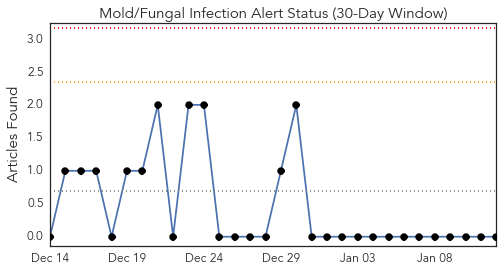 Mold/Fungal Infection Alert Status (30-Day Window)
Articles Found
3.0
2.5
2.0
1.5
1.0
0.5
0.0
Dec 14 Dec 19 Dec 24 Dec 29 Jan 03 Jan 08